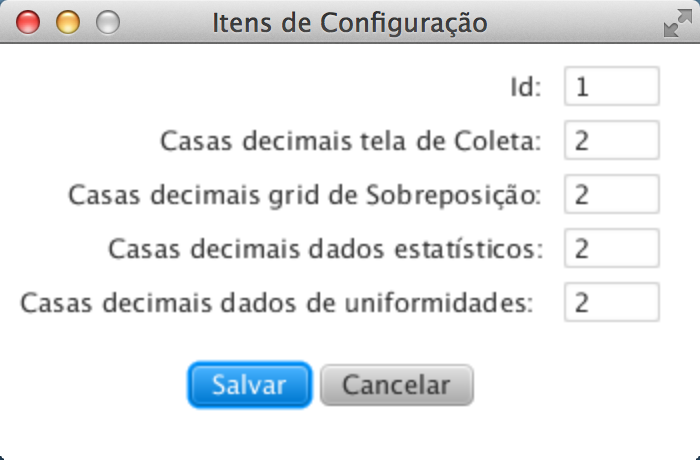 Itens de Configuração
Id: 1
Casas decimais tela de Coleta: 2
Casas decimais grid de Sobreposição: 2
Casas decimais dados estatísticos: 2
Casas decimais dados de uniformidades: 2
Salvar Cancelar